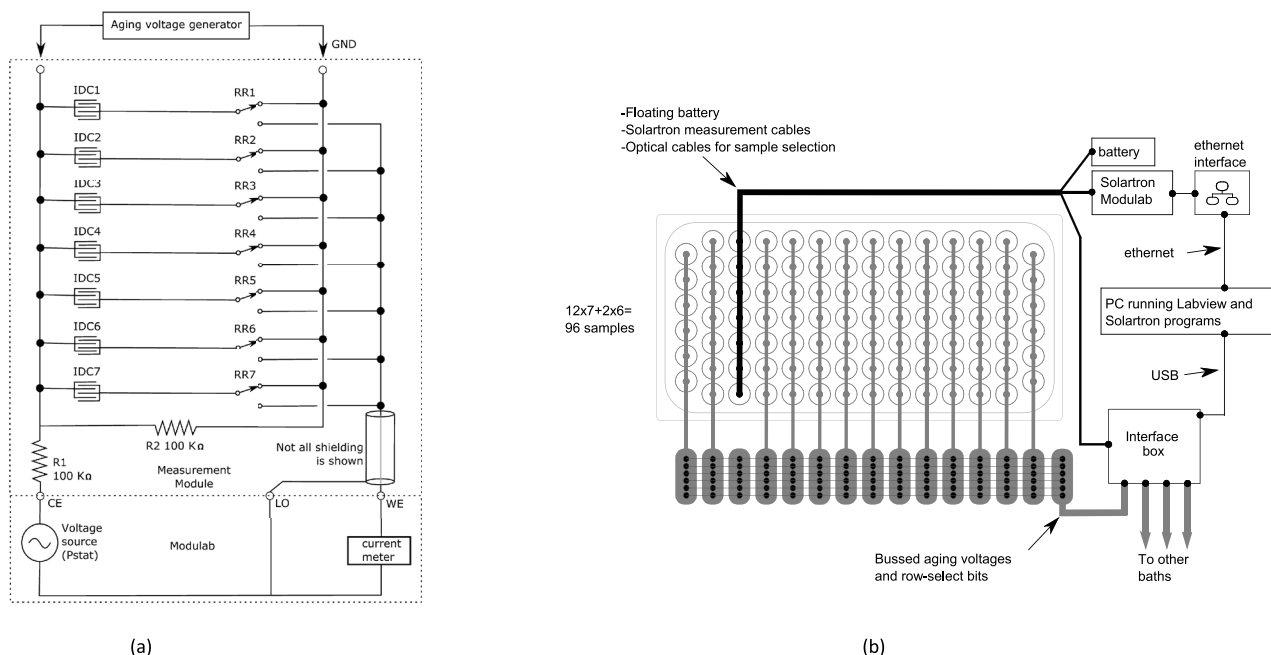 Aging voltage generator
GND
IDC1
RR1
IDC2
RR2
IDC3
RR3
IDC4
RR4
IDC5
RR5
IDC6
RR6
IDC7
RR7
R2 100 KΩ
R1
100 KΩ
Not all shielding
is shown
Measurement
Module
CE
LO
WE
Voltage
source
(Pstat)
Modulab
current
meter
(a)
-Floating battery
-Solartron measurement cables
-Optical cables for sample selection
battery
Solartron
Modulab
ethernet
interface
ethernet
12x7+2x6=
96 samples
PC running Labview and
Solartron programs
USB
Interface
box
Bussed aging voltages
and row-select bits
To other
baths
(b)